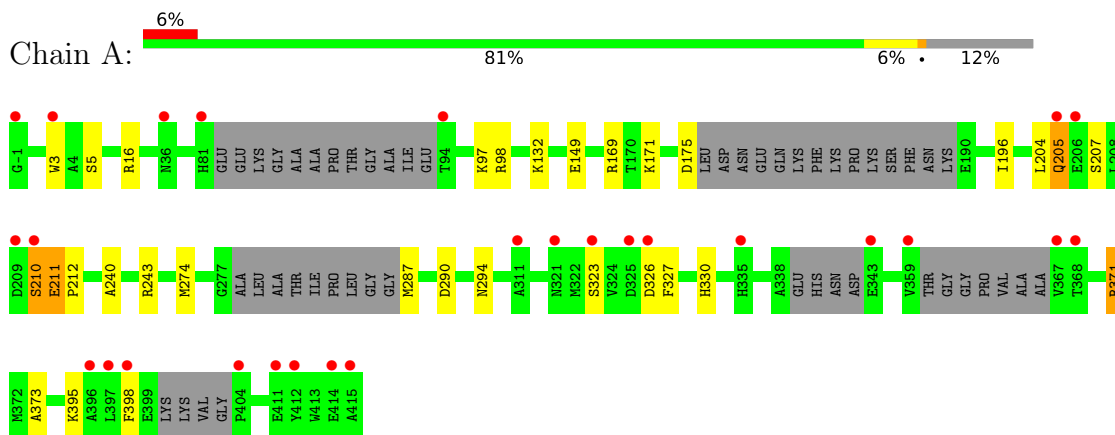 6%
Chain A:
81% 6% • 12%
G-1 W3 A4 S5 R16 N36 H81 GLU GLU LYS GLY ALA ALA PRO THR GLY ALA ILE GLU T94 K97 R98 K132 E149 R169 T170 K171 D175 LEU ASP ASN GLU GLN LYS PHE LYS PRO LYS SER PHE ASN LYS E190 I196 L204 Q205 E206 S207 L208
D209 S210 E211 P212 A240 R243 M274 G277 ALA LEU ALA THR ILE PRO LEU GLY GLY M287 D290 N294 A311 N321 M322 S323 V324 D325 D326 F327 H330 H335 A338 GLU HIS ASN ASP E343 V359 THR GLY GLY PRO VAL ALA ALA V367 T368
M372 A373 K395 A396 L397 F398 E399 LYS LYS VAL GLY P404 E411 Y412 W413 E414 A415